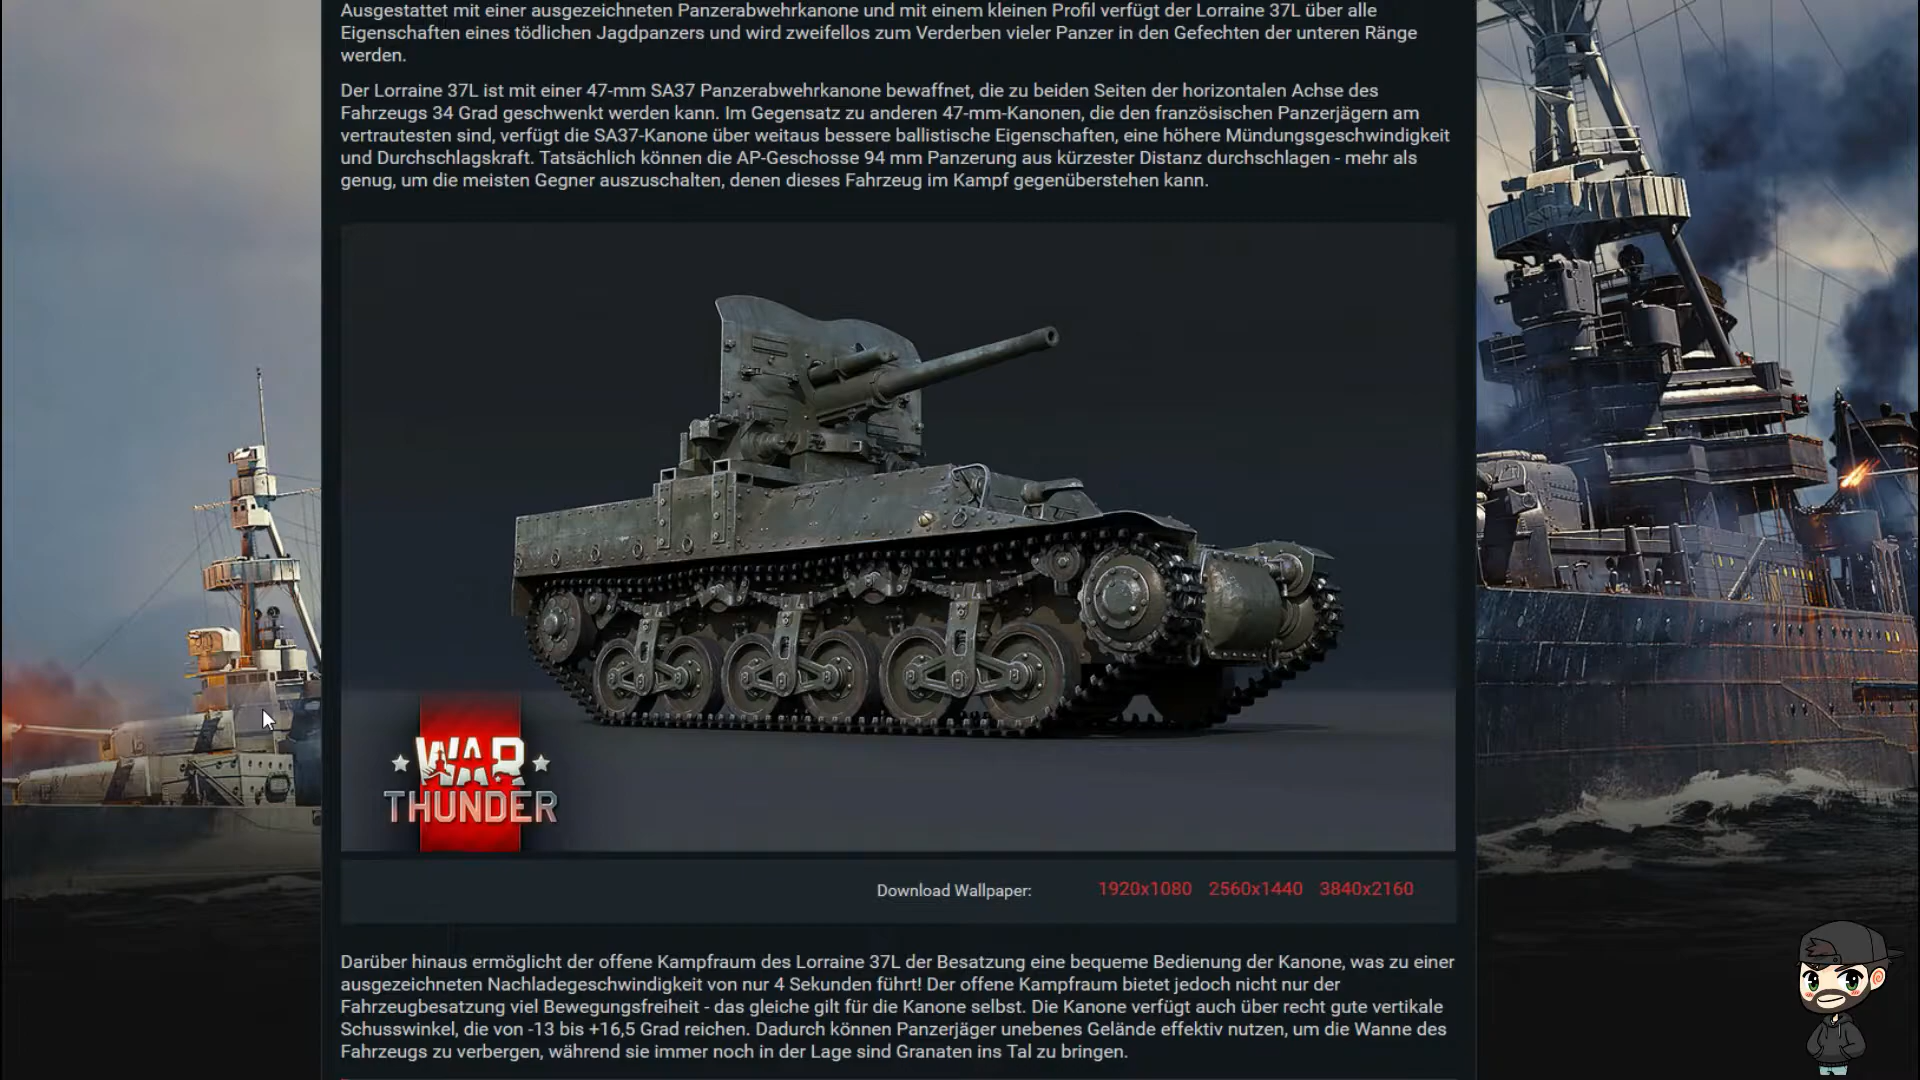 Ausgestattet mit einer ausgezeichneten Panzerabwehrkanone und mit einem kleinen Profil verfügt der Lorraine 37L über alle
Eigenschaften eines tödlichen Jagdpanzers und wird zweifellos zum Verderben vieler Panzer in den Gefechten der unteren Ränge
werden.
Der Lorraine 37L ist mit einer 47-mm SA37 Panzerabwehrkanone bewaffnet, die zu beiden Seiten der horizontalen Achse des
Fahrzeugs 34 Grad geschwenkt werden kann. Im Gegensatz zu anderen 47-mm-Kanonen, die den französischen Panzerjägern am
vertrautesten sind, verfügt die SA37-Kanone über weitaus bessere ballistische Eigenschaften, eine höhere Mündungsgeschwindigkeit
und Durchschlagskraft. Tatsächlich können die AP-Geschosse 94 mm Panzerung aus kürzester Distanz durchschlagen - mehr als
genug, um die meisten Gegner auszuschalten, denen dieses Fahrzeug im Kampf gegenüberstehen kann.
WAR
THUNDER
Download Wallpaper: 1920x1080 2560x1440 3840x2160
Darüber hinaus ermöglicht der offene Kampfraum des Lorraine 37L der Besatzung eine bequeme Bedienung der Kanone, was zu einer
ausgezeichneten Nachladegeschwindigkeit von nur 4 Sekunden führt! Der offene Kampfraum bietet jedoch nicht nur der
Fahrzeugbesatzung viel Bewegungsfreiheit - das gleiche gilt für die Kanone selbst. Die Kanone verfügt auch über recht gute vertikale
Schusswinkel, die von -13 bis +16,5 Grad reichen. Dadurch können Panzerjäger unebenes Gelände effektiv nutzen, um die Wanne des
Fahrzeugs zu verbergen, während sie immer noch in der Lage sind Granaten ins Tal zu bringen.